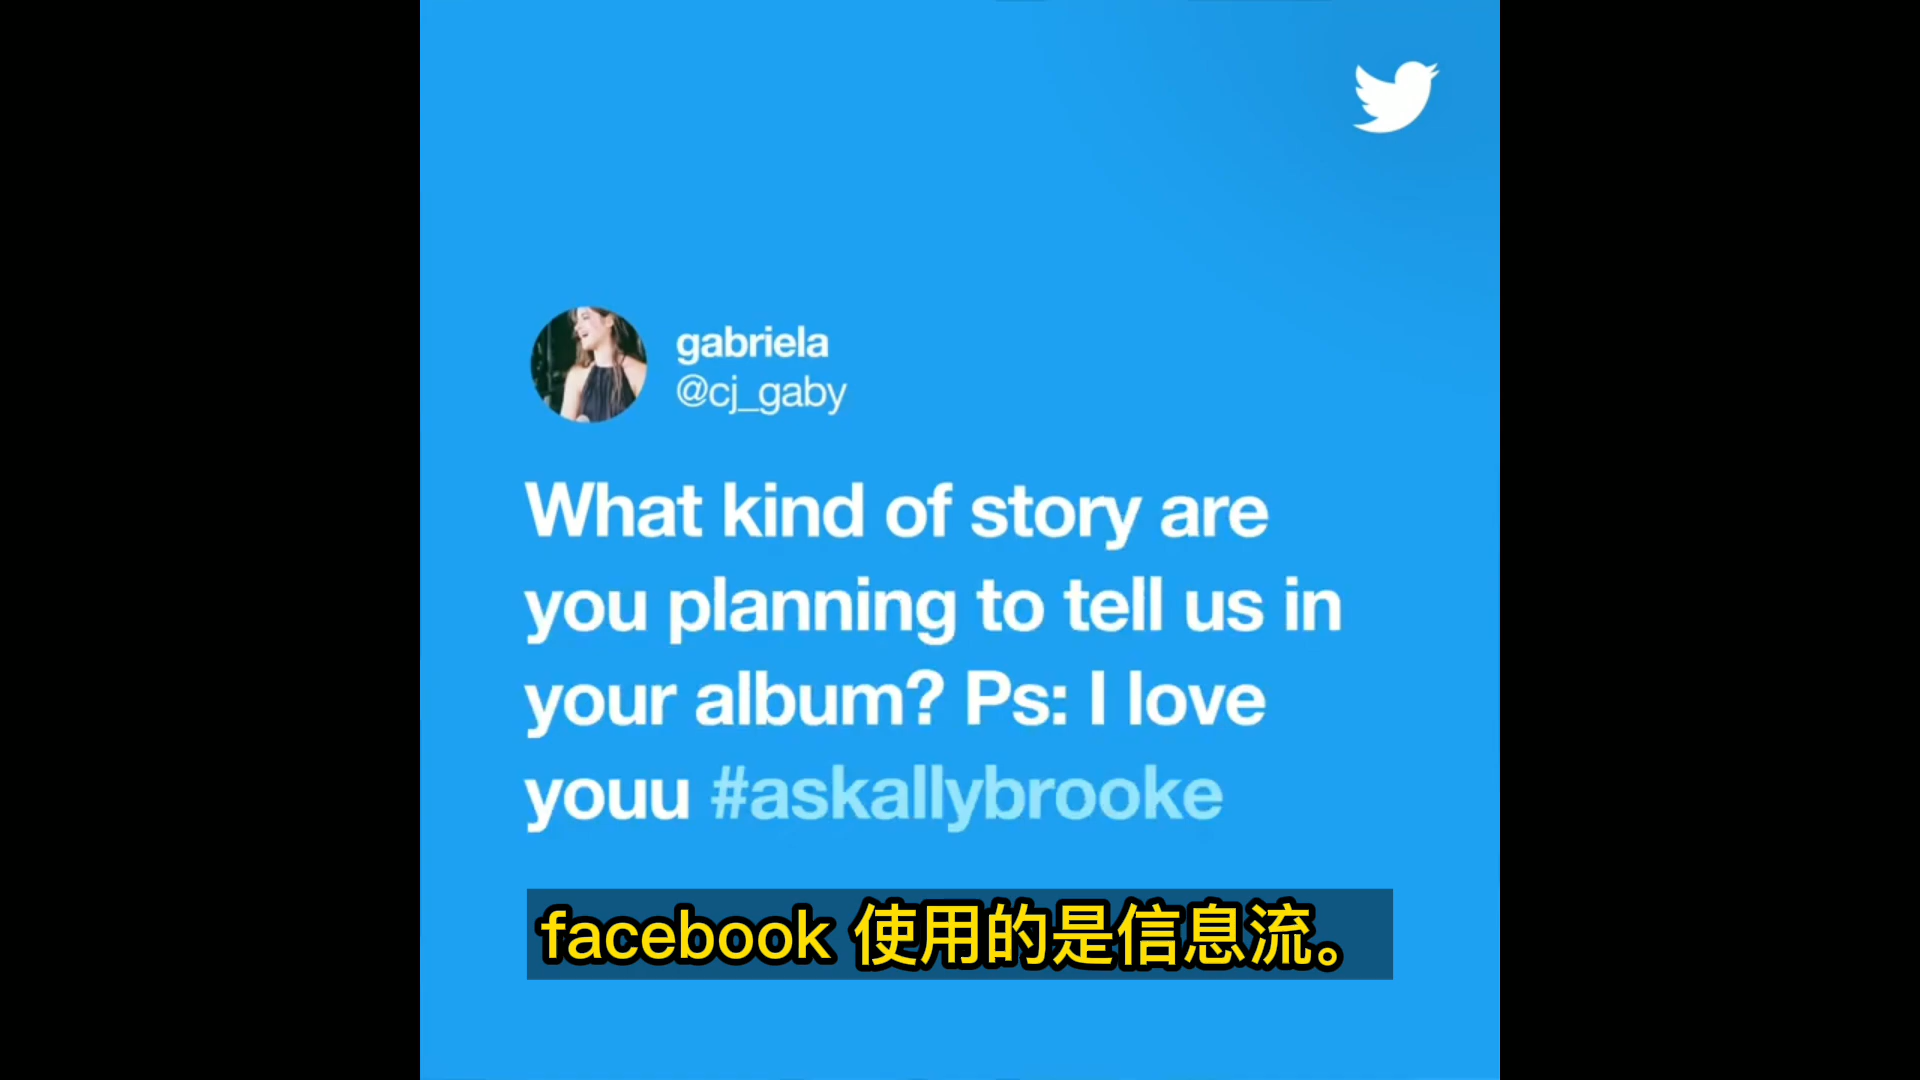 gabriela
@cj_gaby
What kind of story are
you planning to tell us in
your album? Ps: I love
youu #askallybrooke
facebook 使用的是信息流。